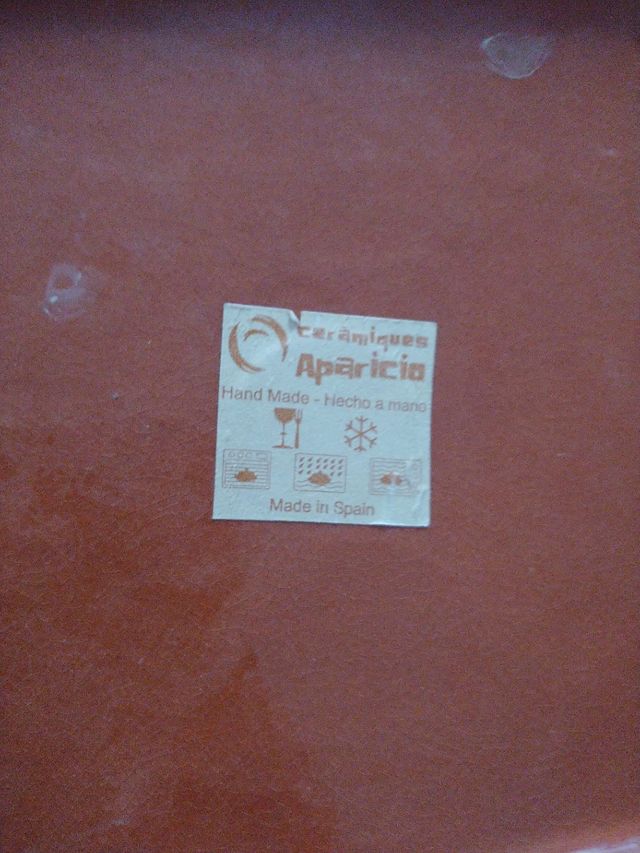 ceràmiques
Aparicio
Hand Made - Hecho a mano
Made in Spain